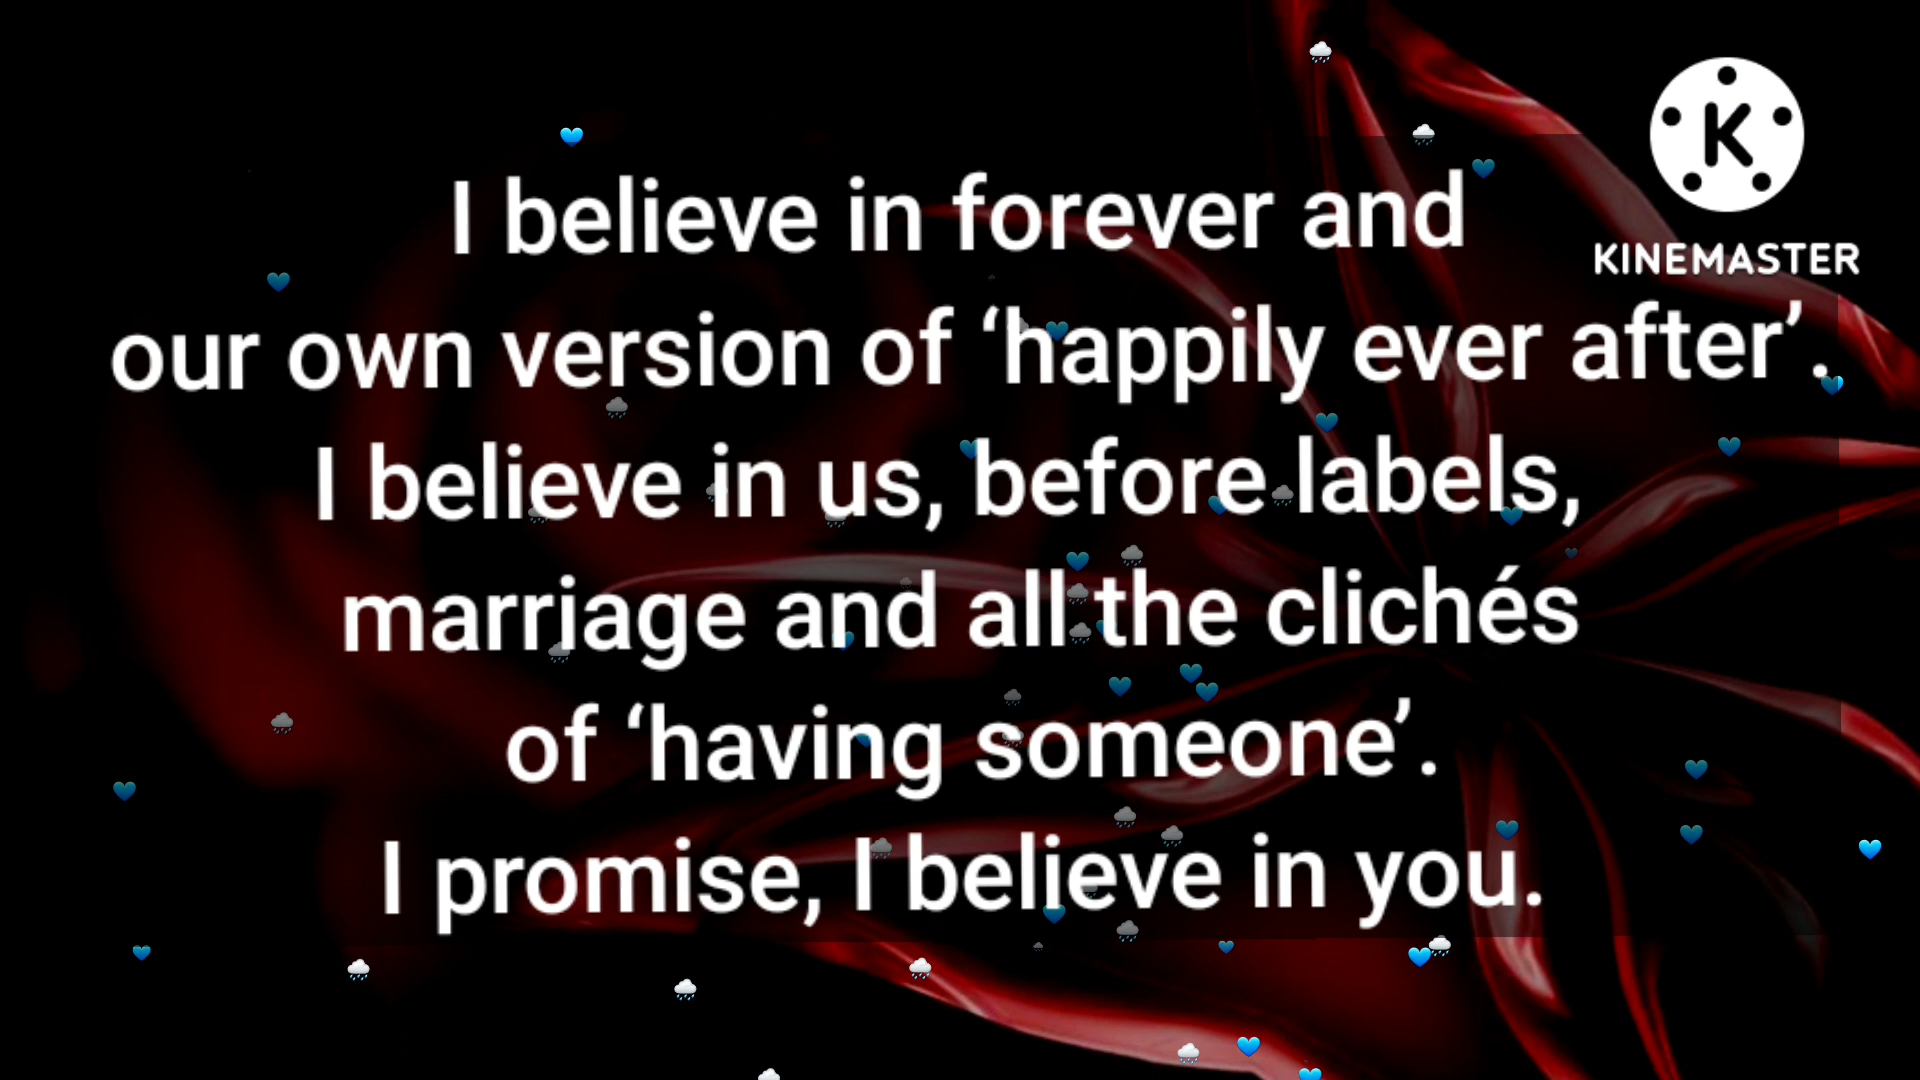 I believe in forever and
KINEMASTER
our own version of ‘happily ever after’.
I believe in us, before labels,
marriage and all the clichés
of ‘having someone’.
I promise, I believe in you.